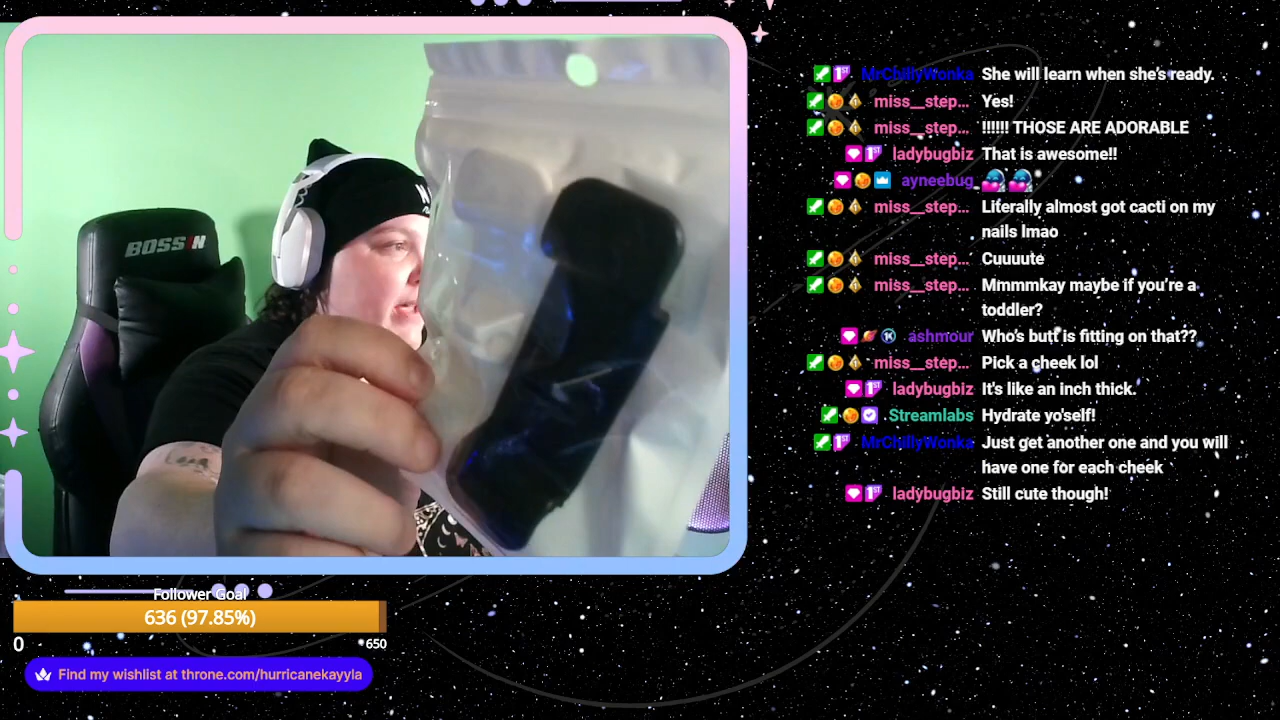 BOSSIN
MrChillyWonka She will learn when she's ready.
miss__step... Yes!
miss__step... !!!!!! THOSE ARE ADORABLE
ladybugbiz That is awesome!!
ayneebug
miss__step... Literally almost got cacti on my
nails lmao
miss__step... Cuuuute
miss__step... Mmmmkay maybe if you're a
toddler?
ashmour Who's butt is fitting on that??
miss__step... Pick a cheek lol
ladybugbiz It's like an inch thick.
Streamlabs Hydrate yo'self!
MrChillyWonka Just get another one and you will
have one for each cheek
ladybugbiz Still cute though!
Follower Goal
636 (97.85%)
0 650
Find my wishlist at throne.com/hurricanekayyla